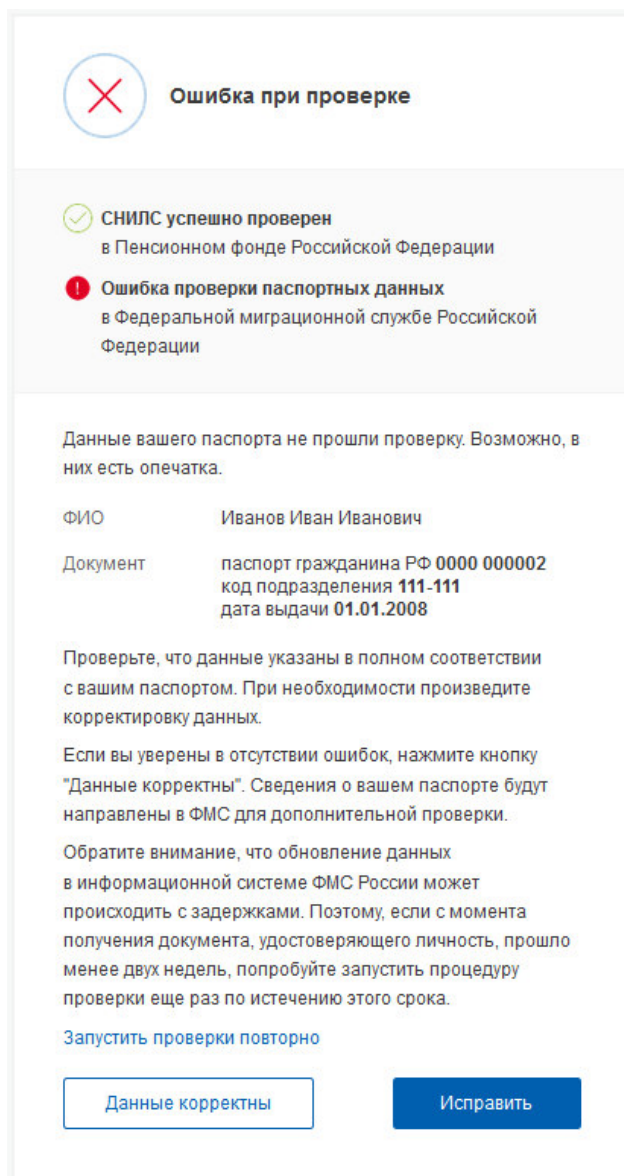 Ошибка при проверке
СНИЛС успешно проверен
в Пенсионном фонде Российской Федерации
Ошибка проверки паспортных данных
в Федеральной миграционной службе Российской
Федерации
Данные вашего паспорта не прошли проверку. Возможно, в
них есть опечатка.
ФИО Иванов Иван Иванович
Документ паспорт гражданина РФ 0000 000002
код подразделения 111-111
дата выдачи 01.01.2008
Проверьте, что данные указаны в полном соответствии
с вашим паспортом. При необходимости произведите
корректировку данных.
Если вы уверены в отсутствии ошибок, нажмите кнопку
"Данные корректны". Сведения о вашем паспорте будут
направлены в ФМС для дополнительной проверки.
Обратите внимание, что обновление данных
в информационной системе ФМС России может
происходить с задержками. Поэтому, если с момента
получения документа, удостоверяющего личность, прошло
менее двух недель, попробуйте запустить процедуру
проверки еще раз по истечению этого срока.
Запустить проверки повторно
Данные корректны Исправить